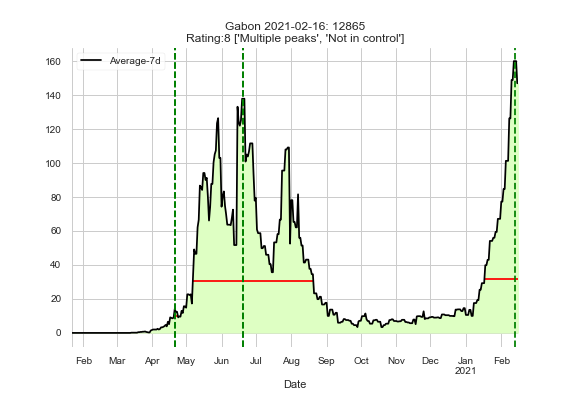 Gabon 2021-02-16: 12865
Rating:8 ['Multiple peaks', 'Not in control']
Average-7d
160
140
120
100
80
60
40
20
0
Feb Mar Apr May Jun Jul Aug Sep Oct Nov Dec Jan Feb
2021
Date